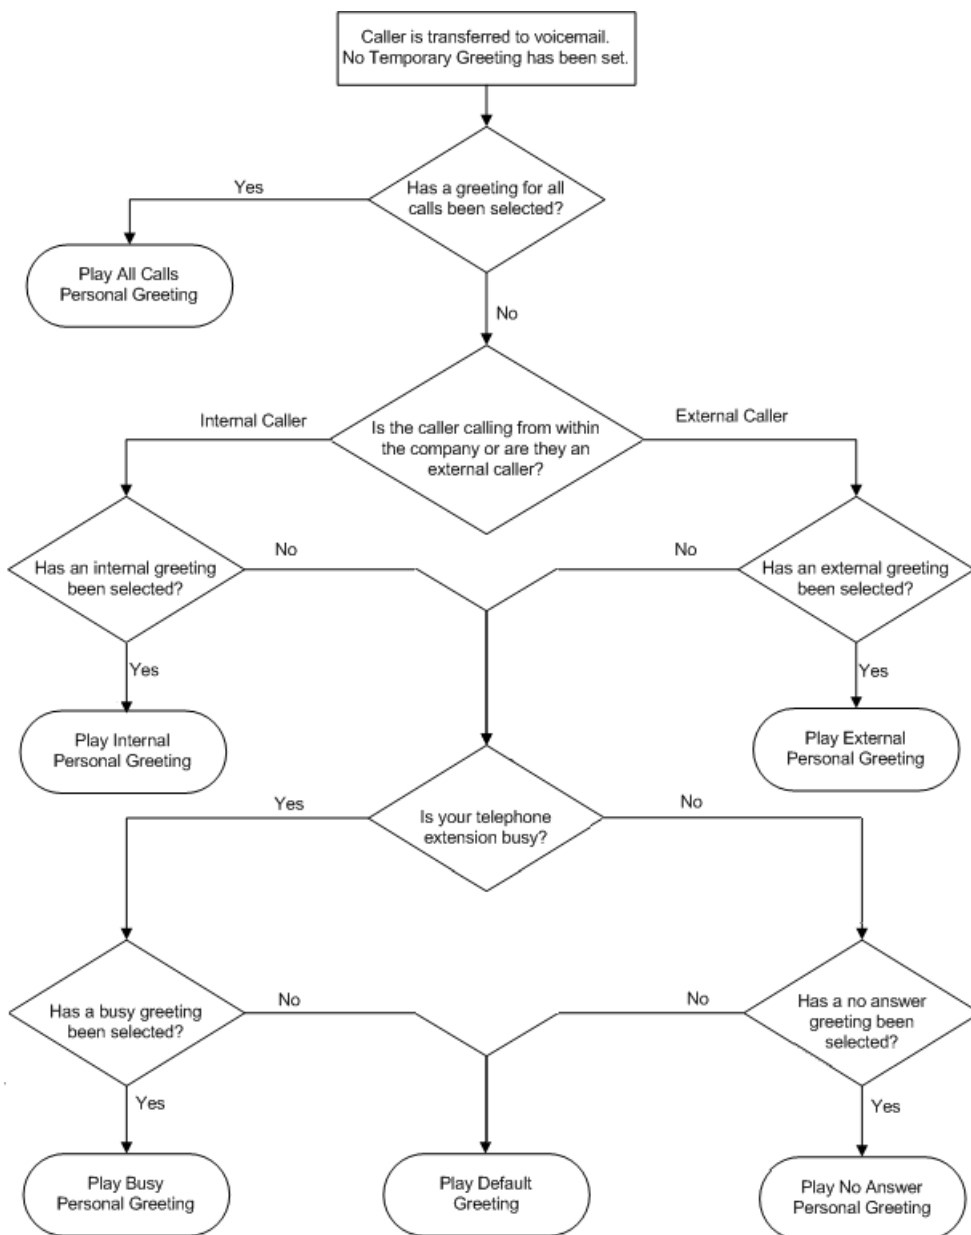 Caller is transferred to voicemail.
No Temporary Greeting has been set.
Has a greeting for all
calls been selected?
Yes
Play All Calls
Personal Greeting
No
Is the caller calling from within
the company or are they an
external caller?
Internal Caller
External Caller
Has an internal greeting
been selected?
No
No
Has an external greeting
been selected?
Yes
Yes
Play Internal
Personal Greeting
Play External
Personal Greeting
Is your telephone
extension busy?
Yes
No
Has a busy greeting
been selected?
No
No
Has a no answer
greeting been
selected?
Yes
Yes
Play Busy
Personal Greeting
Play Default
Greeting
Play No Answer
Personal Greeting